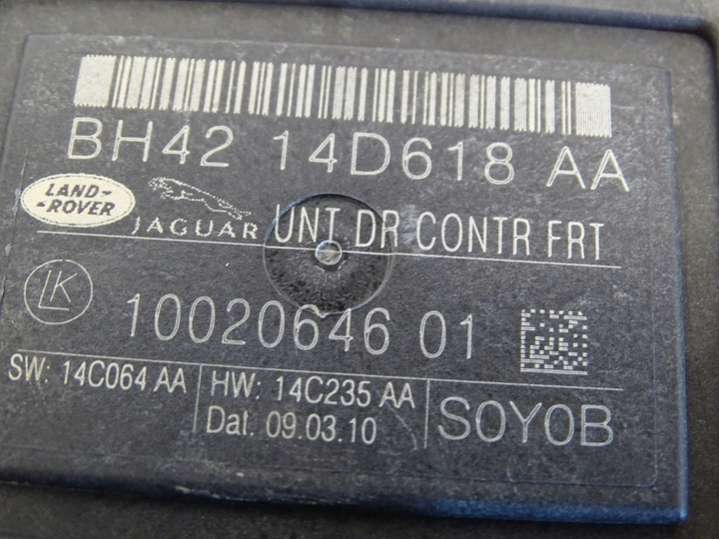 BH42 14D618 AA
LAND-
-ROVER
JAGUAR UNT DR CONTR FRT
LK 10020646 01
SW: 14C064 AA HW: 14C235 AA
Dat. 09.03.10 SOYOB